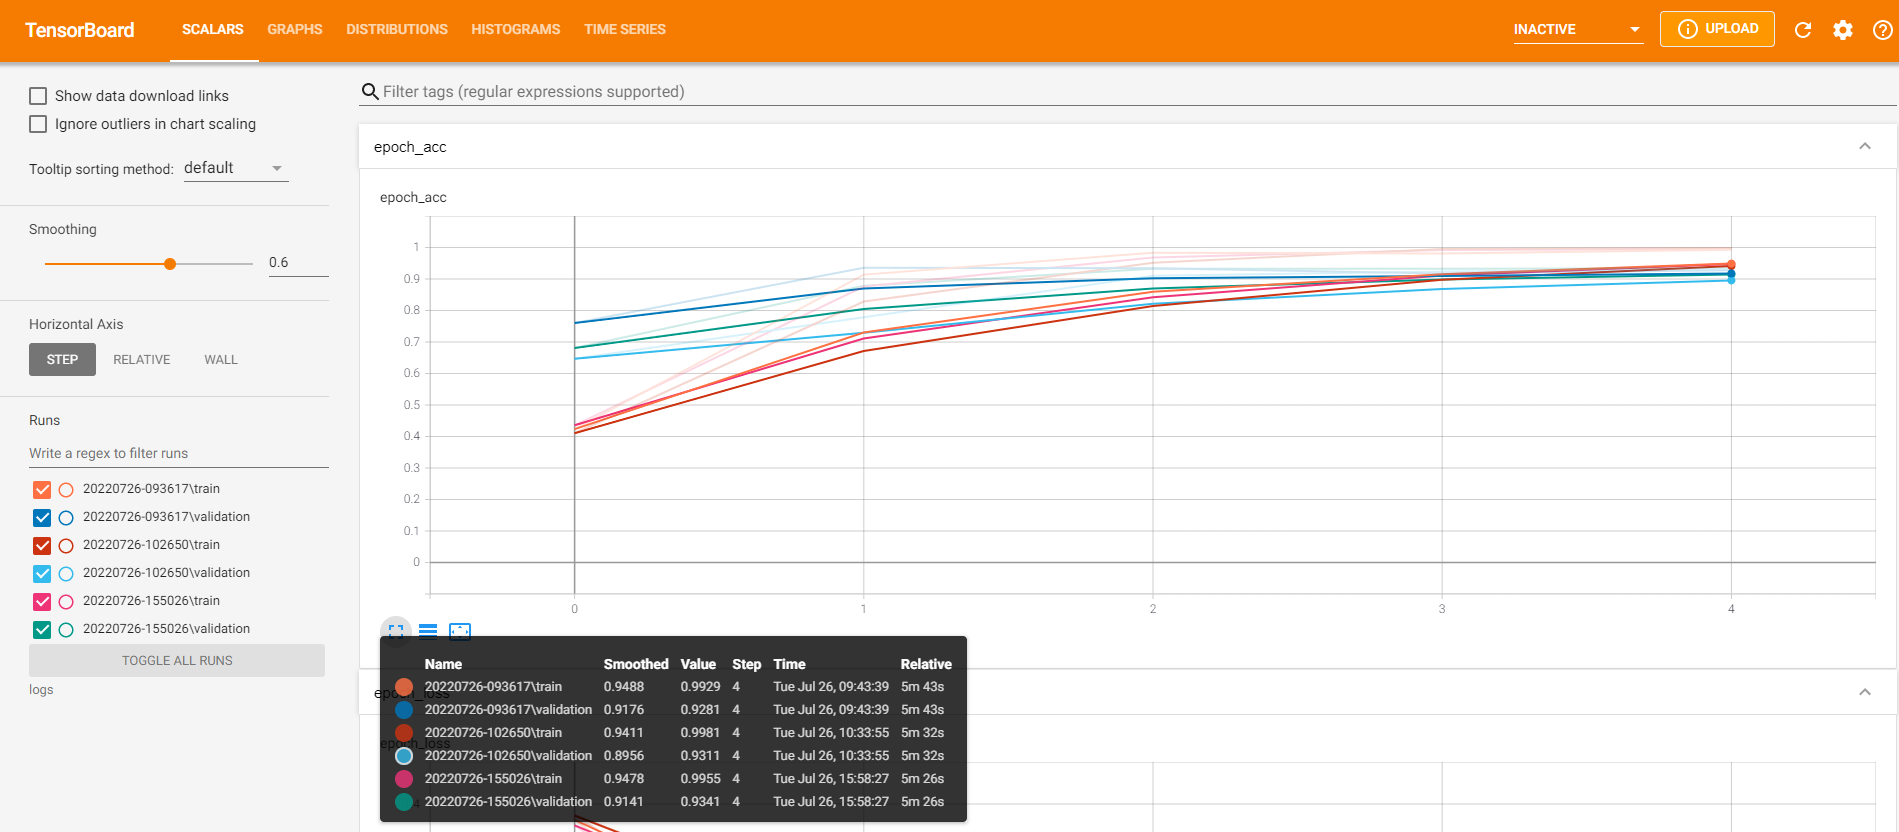 TensorBoard SCALARS GRAPHS DISTRIBUTIONS HISTOGRAMS TIME SERIES INACTIVE UPLOAD
Show data download links
Ignore outliers in chart scaling
Tooltip sorting method: default
Smoothing
0.6
Horizontal Axis
STEP RELATIVE WALL
Runs
Write a regex to filter runs
20220726-093617\train
20220726-093617\validation
20220726-102650\train
20220726-102650\validation
20220726-155026\train
20220726-155026\validation
TOGGLE ALL RUNS
logs
Filter tags (regular expressions supported)
epoch_acc
epoch_acc
1
0.9
0.8
0.7
0.6
0.5
0.4
0.3
0.2
0.1
0
0 1 2 3 4
epoch_loss
epoch_loss
Name Smoothed Value Step Time Relative
20220726-093617\train 0.9488 0.9929 4 Tue Jul 26, 09:43:39 5m 43s
20220726-093617\validation 0.9176 0.9281 4 Tue Jul 26, 09:43:39 5m 43s
20220726-102650\train 0.9411 0.9981 4 Tue Jul 26, 10:33:55 5m 32s
20220726-102650\validation 0.8956 0.9311 4 Tue Jul 26, 10:33:55 5m 32s
20220726-155026\train 0.9478 0.9955 4 Tue Jul 26, 15:58:27 5m 26s
20220726-155026\validation 0.9141 0.9341 4 Tue Jul 26, 15:58:27 5m 26s